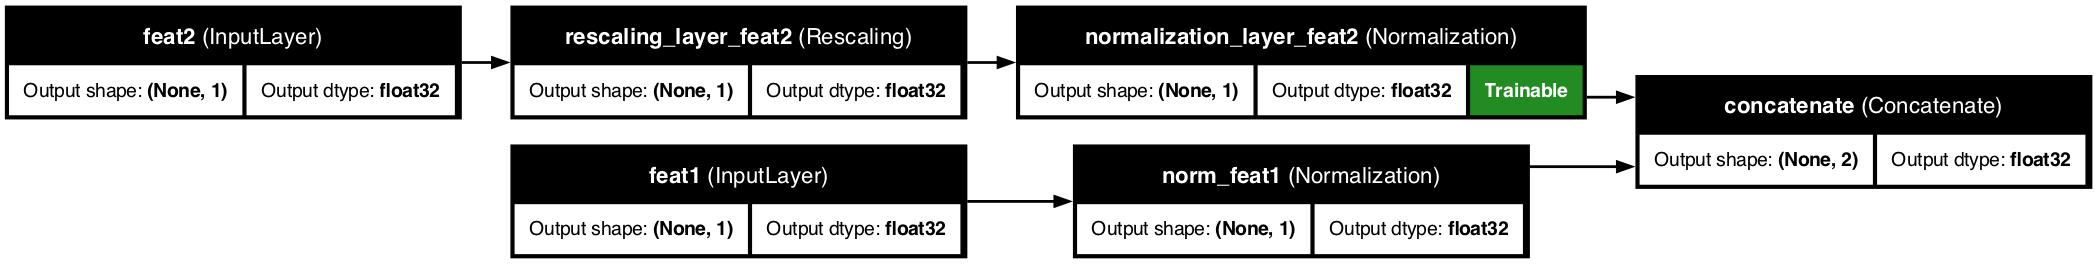 feat2 (InputLayer)
Output shape: (None, 1)
Output dtype: float32
rescaling_layer_feat2 (Rescaling)
Output shape: (None, 1)
Output dtype: float32
normalization_layer_feat2 (Normalization)
Output shape: (None, 1)
Output dtype: float32
Trainable
feat1 (InputLayer)
Output shape: (None, 1)
Output dtype: float32
norm_feat1 (Normalization)
Output shape: (None, 1)
Output dtype: float32
concatenate (Concatenate)
Output shape: (None, 2)
Output dtype: float32